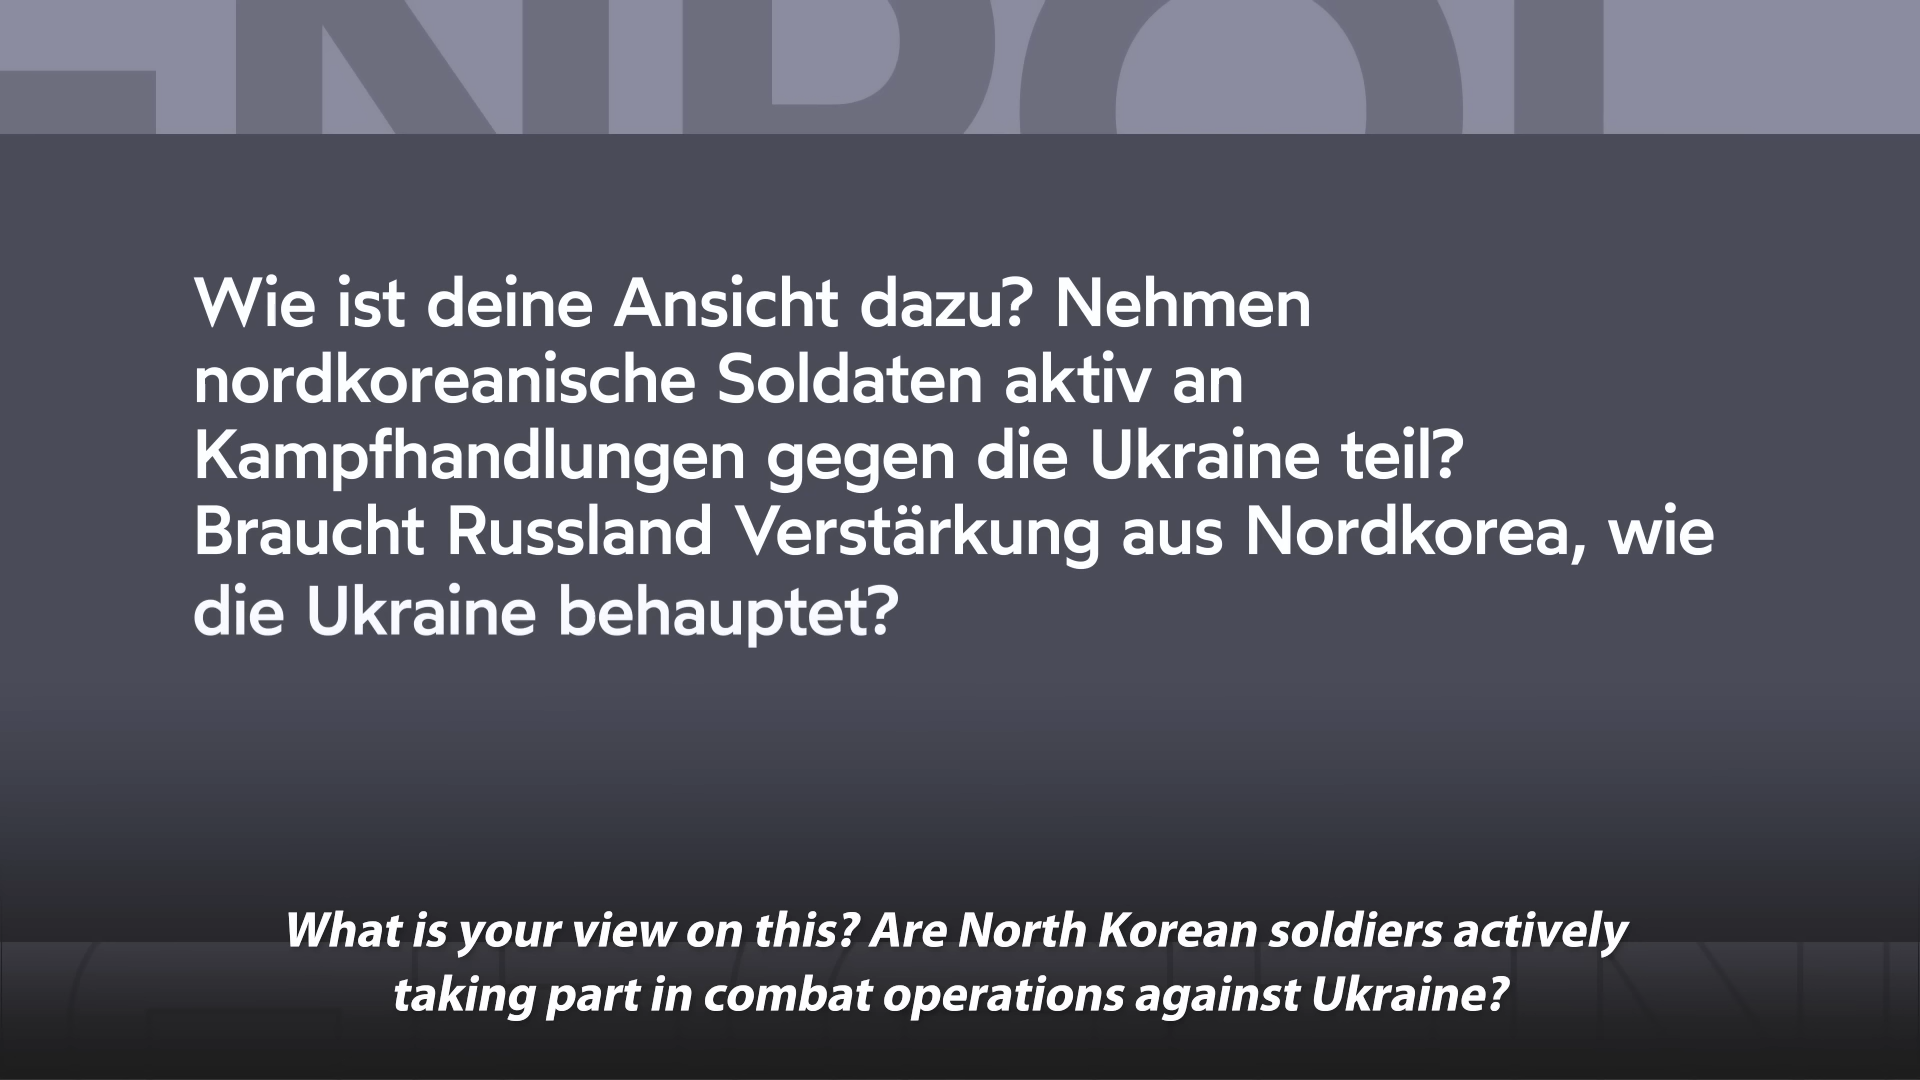 Wie ist deine Ansicht dazu? Nehmen
nordkoreanische Soldaten aktiv an
Kampfhandlungen gegen die Ukraine teil?
Braucht Russland Verstärkung aus Nordkorea, wie
die Ukraine behauptet?
What is your view on this? Are North Korean soldiers actively
taking part in combat operations against Ukraine?